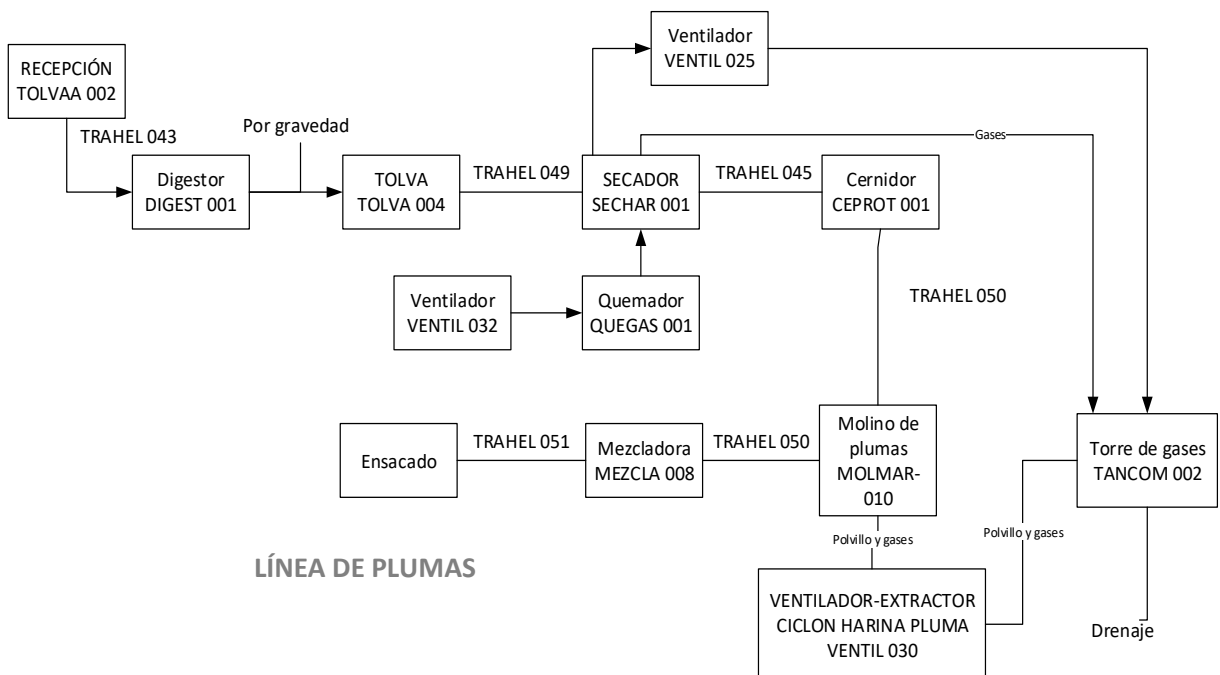 Ventilador
VENTIL 025
RECEPCIÓN
TOLVAA 002
TRAHEL 043
Por gravedad
Gases
Digestor
DIGEST 001
TOLVA
TOLVA 004
TRAHEL 049
SECADOR
SECHAR 001
TRAHEL 045
Cernidor
CEPROT 001
Ventilador
VENTIL 032
Quemador
QUEGAS 001
TRAHEL 050
Ensacado
TRAHEL 051
Mezcladora
MEZCLA 008
TRAHEL 050
Molino de
plumas
MOLMAR-
010
Torre de gases
TANCOM 002
Polvillo y gases
Polvillo y gases
LÍNEA DE PLUMAS
VENTILADOR-EXTRACTOR
CICLON HARINA PLUMA
VENTIL 030
Drenaje